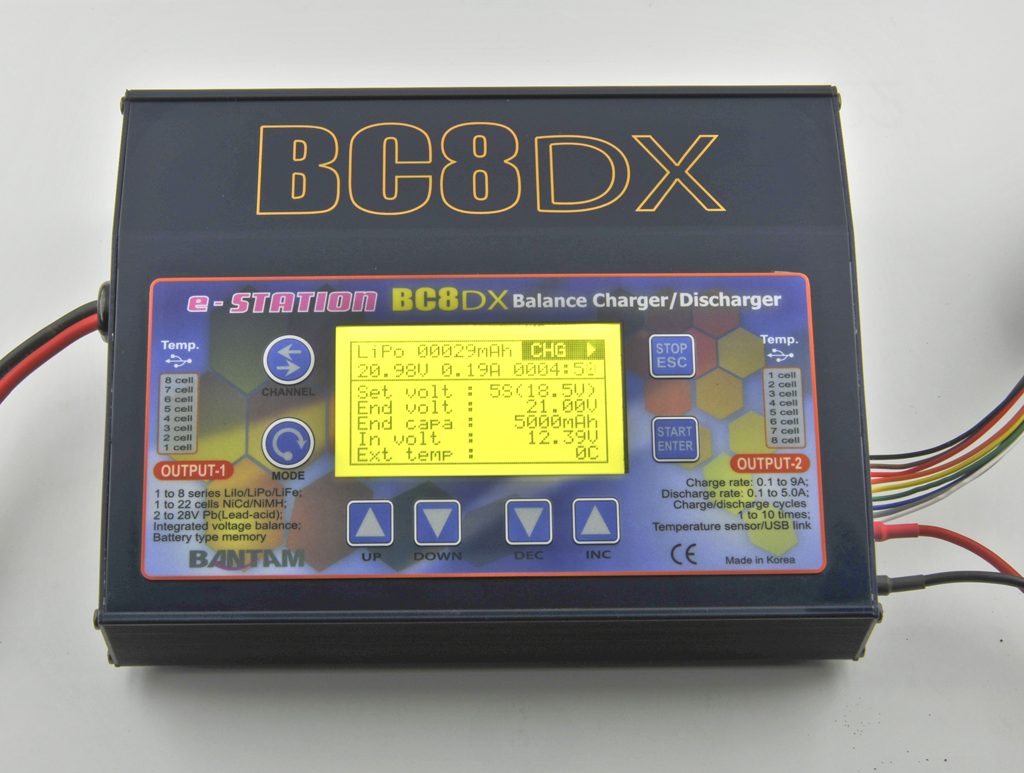 BC8DX
e-STATION BC8DX Balance Charger/Discharger
Temp.
8 cell
7 cell
6 cell
5 cell
4 cell
3 cell
2 cell
1 cell
OUTPUT-1
1 to 8 series LiIo/LiPo/LiFe;
1 to 22 cells NiCd/NiMH;
2 to 28V Pb(Lead-acid);
Integrated voltage balance;
Battery type memory
BANTAM
CHANNEL
MODE
LiPo 00029mAh CHG
20.98V 0.19A 0004:5
Set volt : 5S(18.5V)
End volt : 21.00V
End capa : 5000mAh
In volt : 12.39V
Ext temp : 0C
UP
DOWN
DEC
INC
STOP
ESC
START
ENTER
Temp.
1 cell
2 cell
3 cell
4 cell
5 cell
6 cell
7 cell
8 cell
OUTPUT-2
Charge rate: 0.1 to 9A;
Discharge rate: 0.1 to 5.0A;
Charge/discharge cycles
1 to 10 times;
Temperature sensor/USB link
CE
Made in Korea